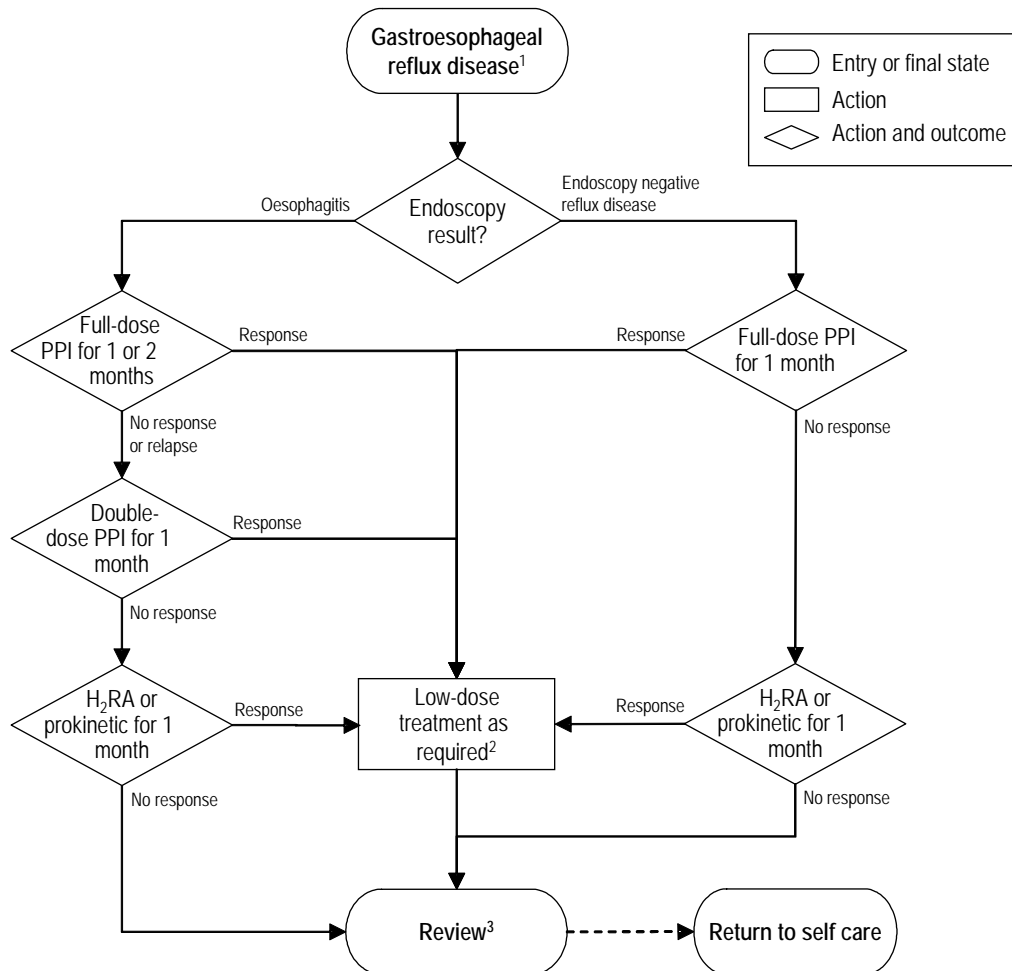 Gastroesophageal
reflux disease1
Entry or final state
Action
Action and outcome
Oesophagitis
Endoscopy
result?
Endoscopy negative
reflux disease
Full-dose
PPI for 1 or 2
months
Response
Response
Full-dose PPI
for 1 month
No response
or relapse
No response
Double-
dose PPI for 1
month
Response
No response
H2RA or
prokinetic for 1
month
Response
Low-dose
treatment as
required2
Response
H2RA or
prokinetic for 1
month
No response
No response
Review3
Return to self care